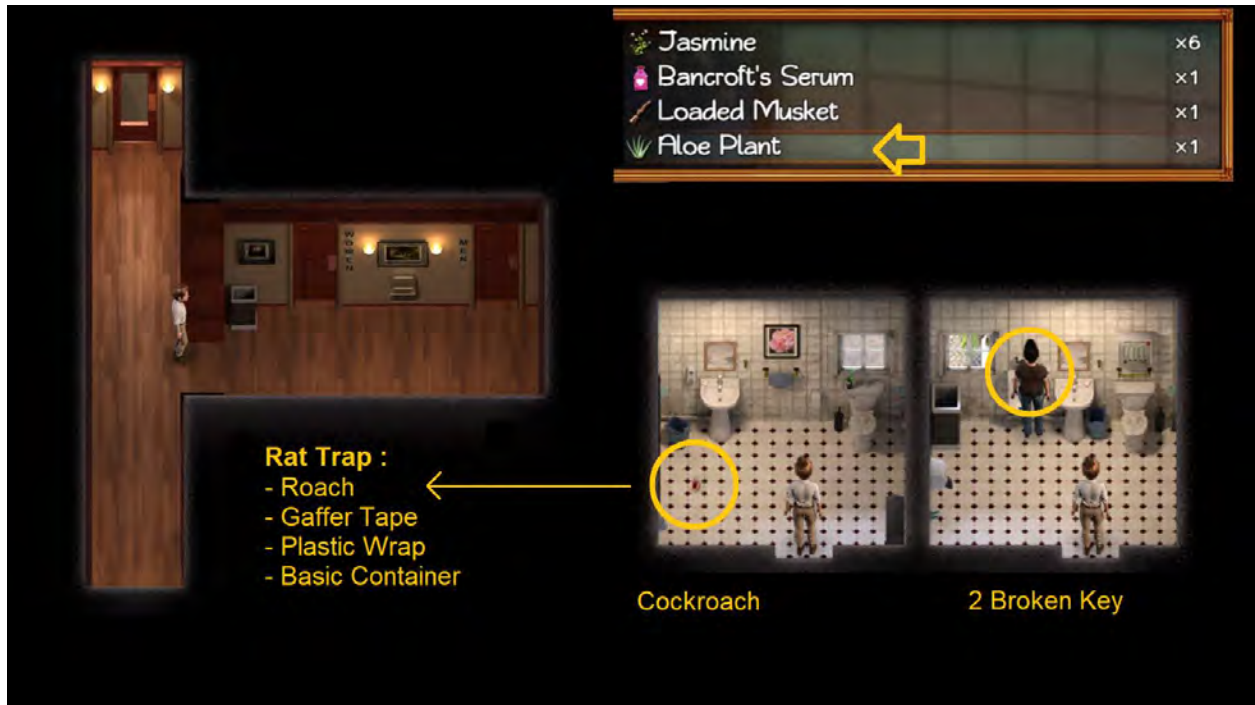 Jasmine ×6
Bancroft's Serum ×1
Loaded Musket ×1
Aloe Plant ×1
WOMEN
MEN
Rat Trap :
- Roach
- Gaffer Tape
- Plastic Wrap
- Basic Container
Cockroach
2 Broken Key